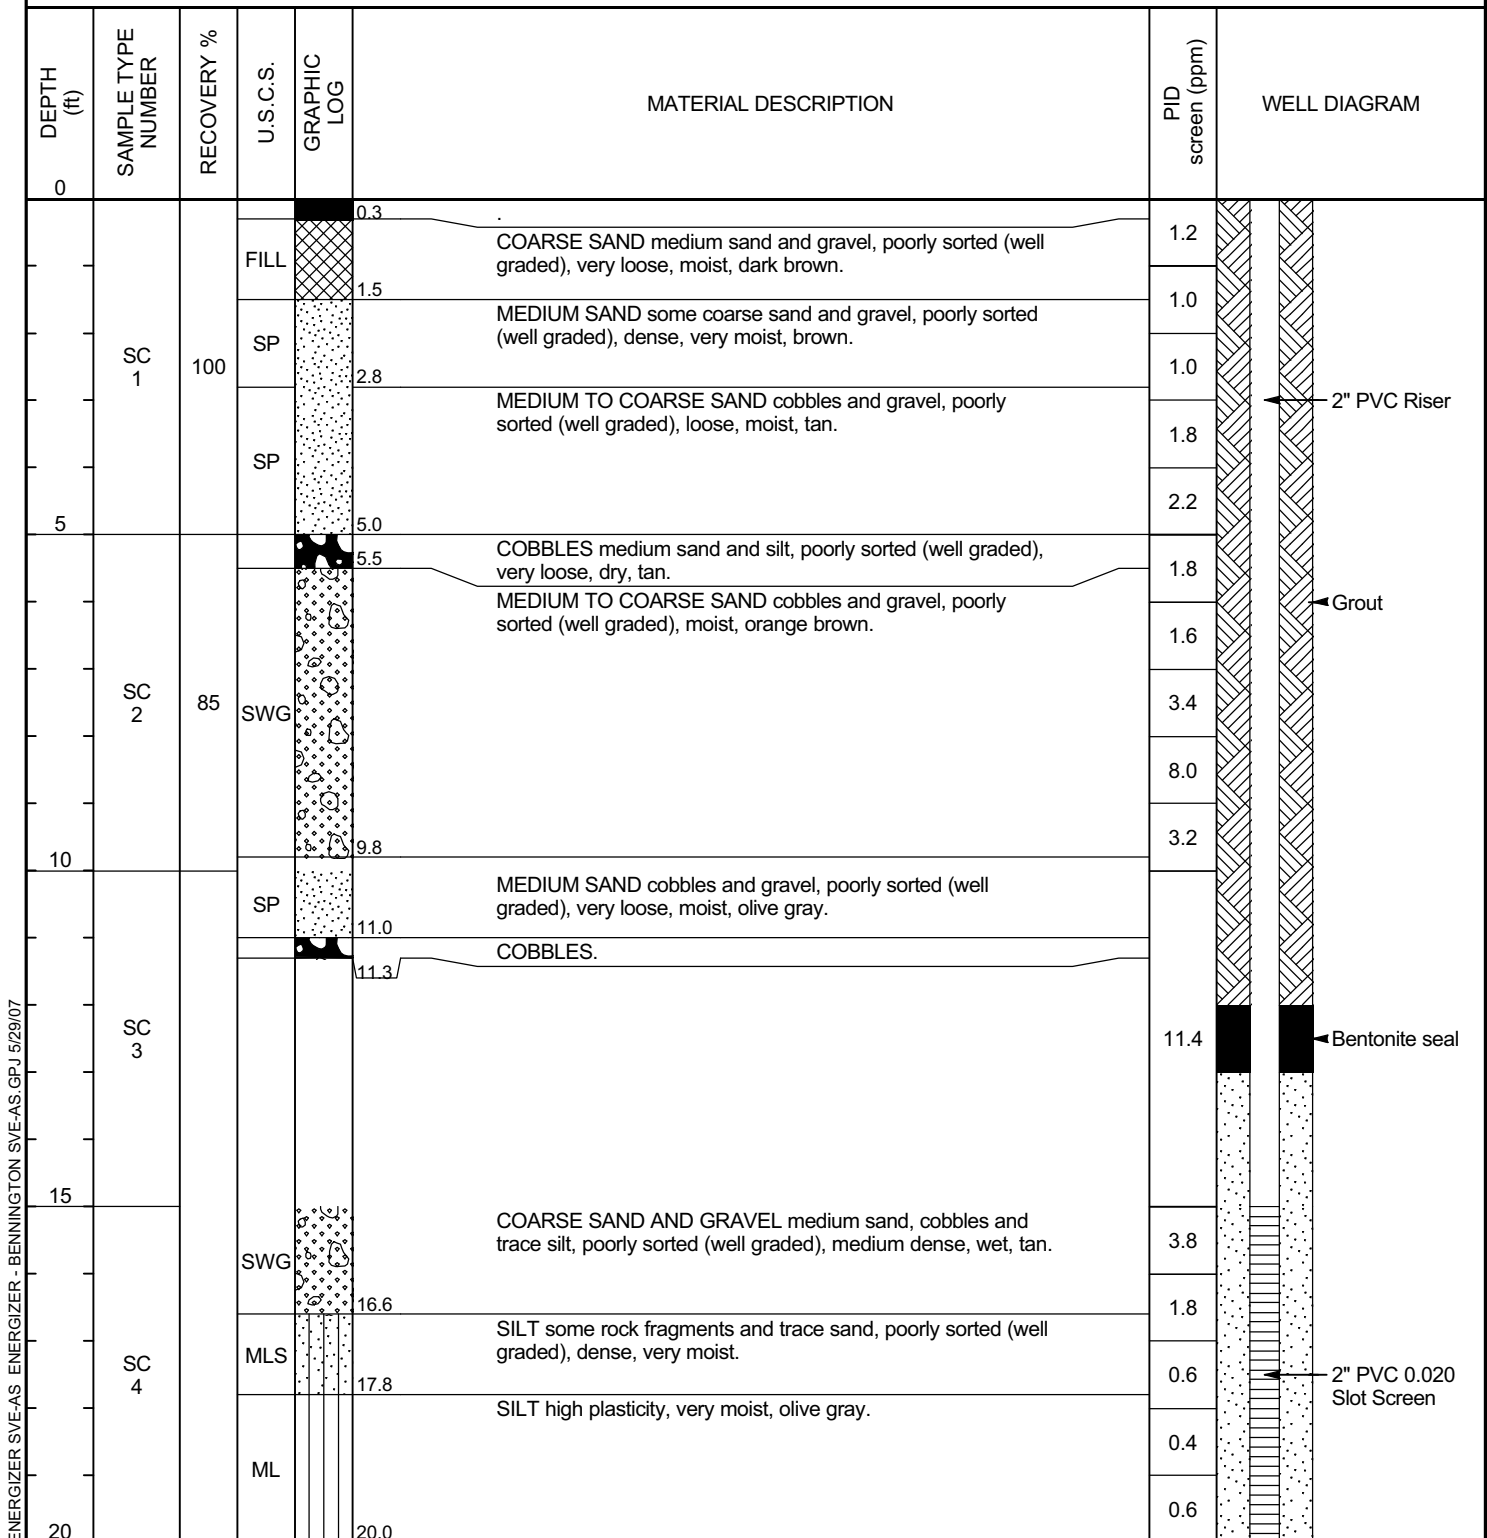 DEPTH
(ft)
SAMPLE TYPE
NUMBER
RECOVERY %
U.S.C.S.
GRAPHIC
LOG
MATERIAL DESCRIPTION
PID
screen (ppm)
WELL DIAGRAM
0
0.3
.
1.2
COARSE SAND medium sand and gravel, poorly sorted (well
graded), very loose, moist, dark brown.
FILL
1.5
1.0
MEDIUM SAND some coarse sand and gravel, poorly sorted
(well graded), dense, very moist, brown.
SP
SC
1
100
1.0
2.8
MEDIUM TO COARSE SAND cobbles and gravel, poorly
sorted (well graded), loose, moist, tan.
2" PVC Riser
1.8
SP
2.2
5
5.0
COBBLES medium sand and silt, poorly sorted (well graded),
very loose, dry, tan.
5.5
1.8
MEDIUM TO COARSE SAND cobbles and gravel, poorly
sorted (well graded), moist, orange brown.
Grout
1.6
SC
2
85
SWG
3.4
8.0
3.2
9.8
10
MEDIUM SAND cobbles and gravel, poorly sorted (well
graded), very loose, moist, olive gray.
SP
11.0
COBBLES.
11.3
SC
3
11.4
Bentonite seal
15
COARSE SAND AND GRAVEL medium sand, cobbles and
trace silt, poorly sorted (well graded), medium dense, wet, tan.
3.8
SWG
16.6
1.8
SILT some rock fragments and trace sand, poorly sorted (well
graded), dense, very moist.
MLS
SC
4
0.6
2" PVC 0.020
Slot Screen
17.8
SILT high plasticity, very moist, olive gray.
0.4
ML
0.6
20
20.0
ENERGIZER SVE-AS ENERGIZER - BENNINGTON SVE-AS.GPJ 5/29/07